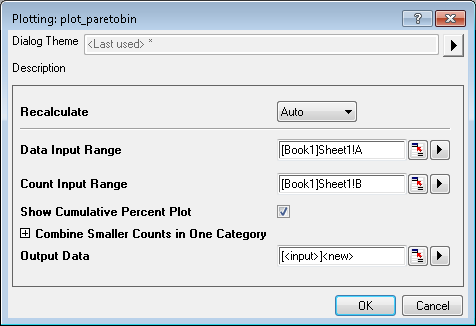 Plotting: plot_paretobin
Dialog Theme <Last used> *
Description
Recalculate Auto
Data Input Range [Book1]Sheet1!A
Count Input Range [Book1]Sheet1!B
Show Cumulative Percent Plot
Combine Smaller Counts in One Category
Output Data [<input>]<new>
OK Cancel